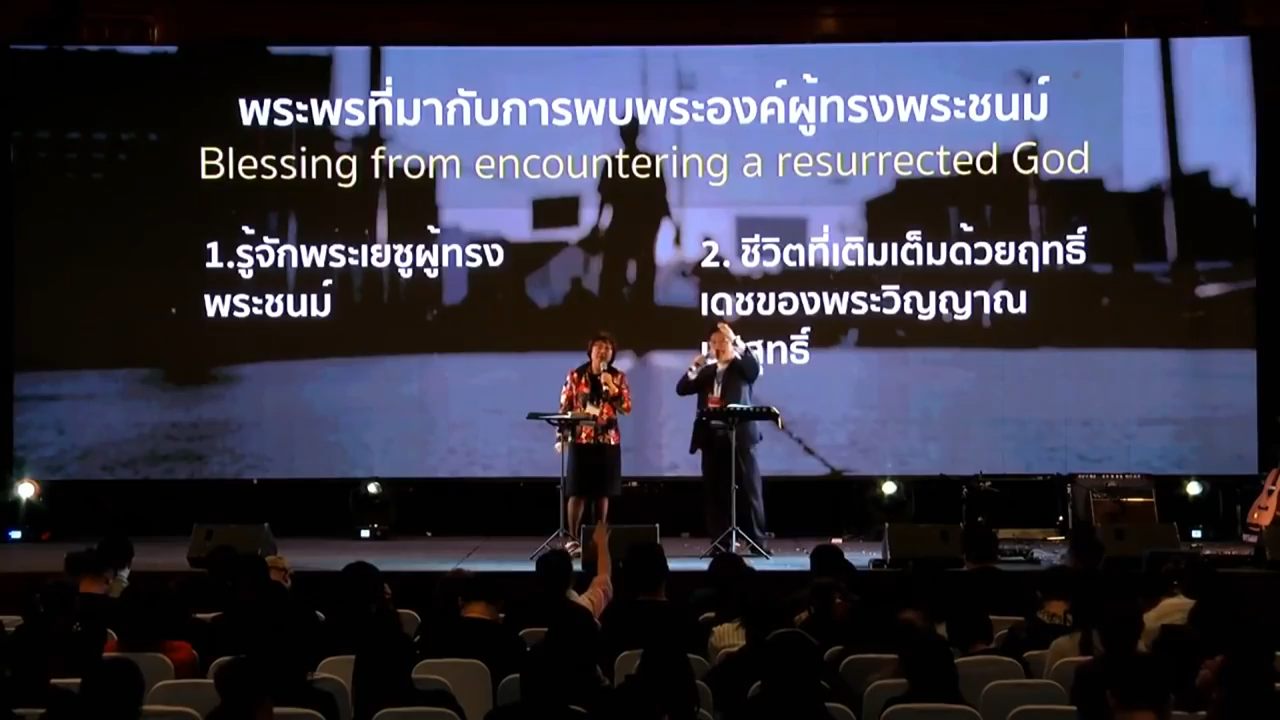 พระพรที่มากับการพบพระองค์ผู้ทรงพระชนม์
Blessing from encountering a resurrected God
1.รู้จักพระเยซูผู้ทรง
พระชนม์
2. ชีวิตที่เติมเต็มด้วยฤทธิ์
เดชของพระวิญญาณ